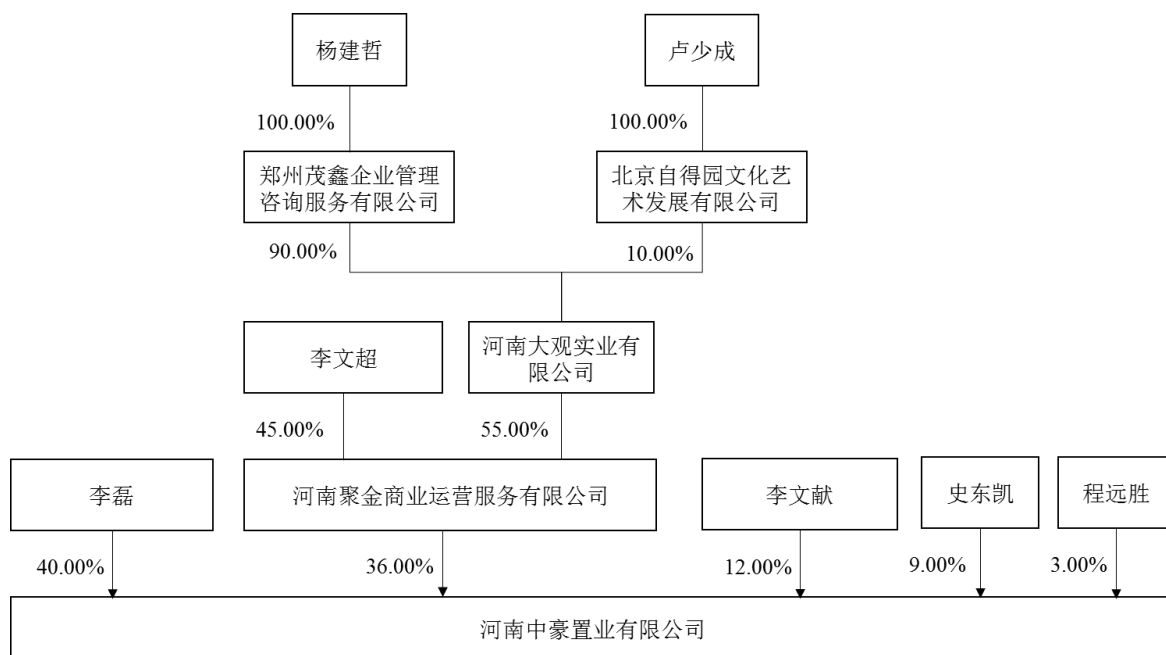 杨建哲
卢少成
100.00%
100.00%
郑州茂鑫企业管理
咨询服务有限公司
北京自得园文化艺
术发展有限公司
90.00%
10.00%
李文超
河南大观实业有
限公司
45.00%
55.00%
李磊
河南聚金商业运营服务有限公司
李文献
史东凯
程远胜
40.00%
36.00%
12.00%
9.00%
3.00%
河南中豪置业有限公司